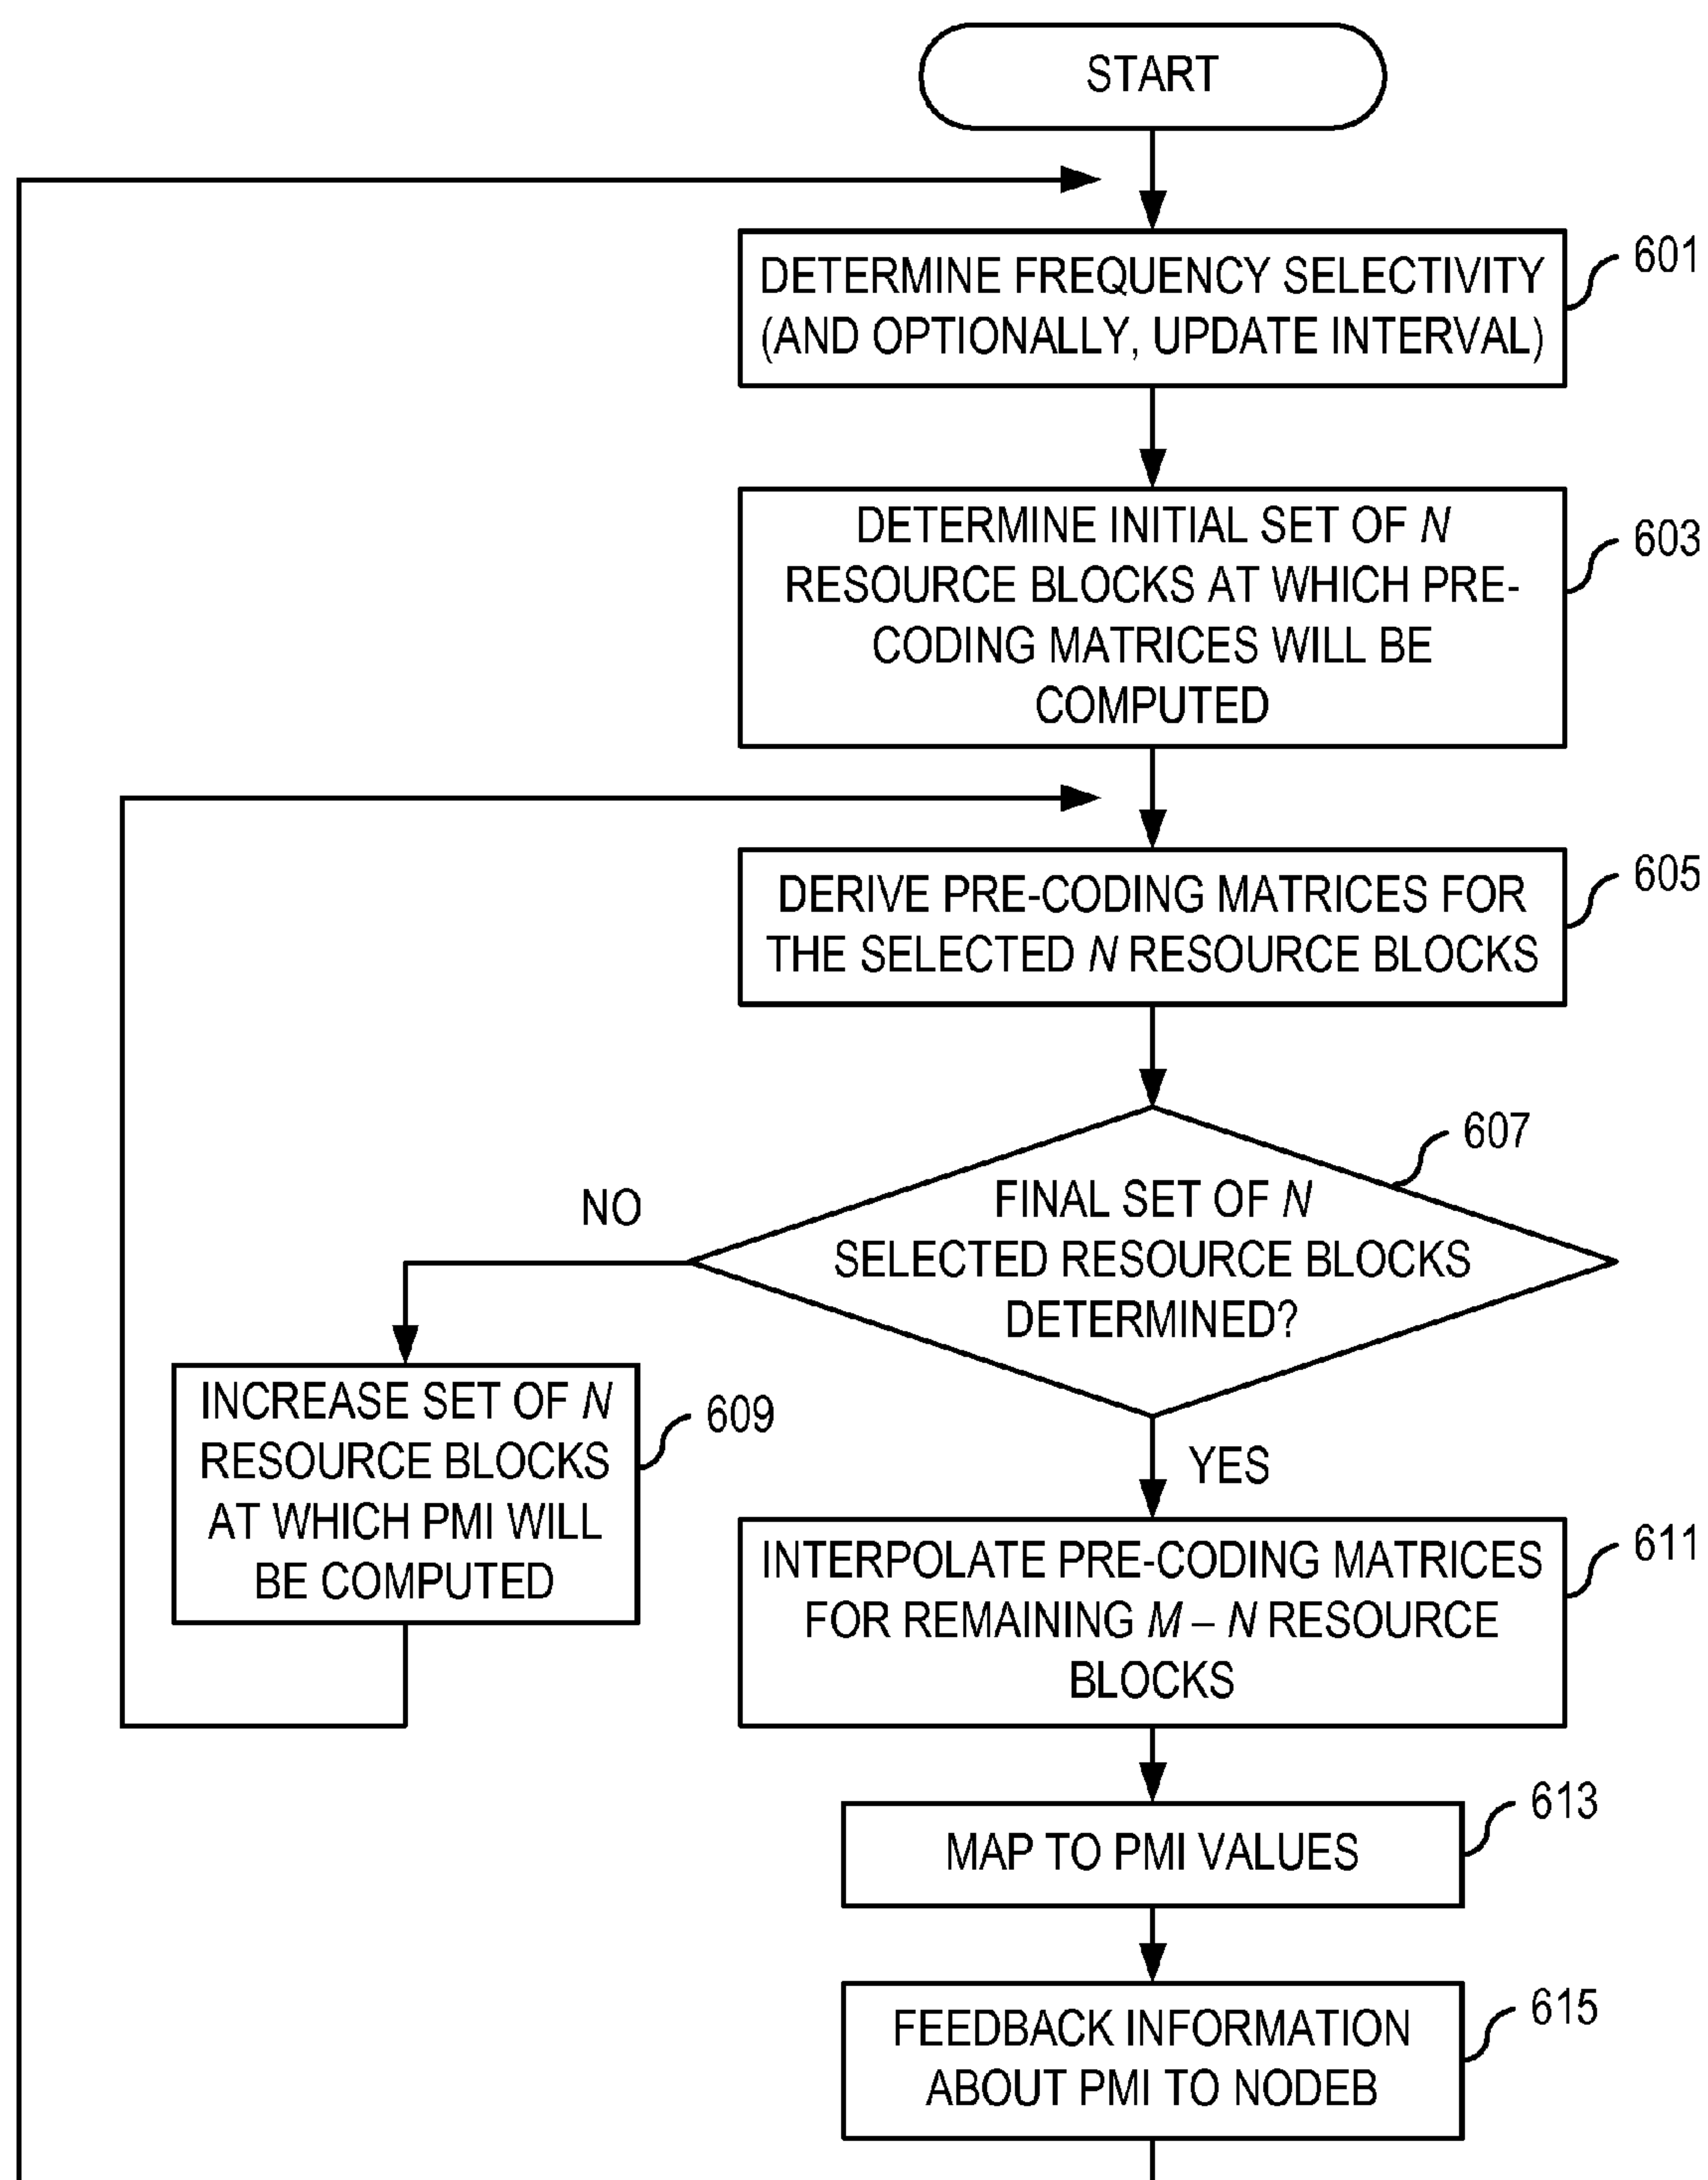 START
DETERMINE FREQUENCY SELECTIVITY
(AND OPTIONALLY, UPDATE INTERVAL)
601
DETERMINE INITIAL SET OF N
RESOURCE BLOCKS AT WHICH PRE-
CODING MATRICES WILL BE
COMPUTED
603
DERIVE PRE-CODING MATRICES FOR
THE SELECTED N RESOURCE BLOCKS
605
FINAL SET OF N
SELECTED RESOURCE BLOCKS
DETERMINED?
607
NO
INCREASE SET OF N
RESOURCE BLOCKS
AT WHICH PMI WILL
BE COMPUTED
609
YES
INTERPOLATE PRE-CODING MATRICES
FOR REMAINING M – N RESOURCE
BLOCKS
611
MAP TO PMI VALUES
613
FEEDBACK INFORMATION
ABOUT PMI TO NODEB
615